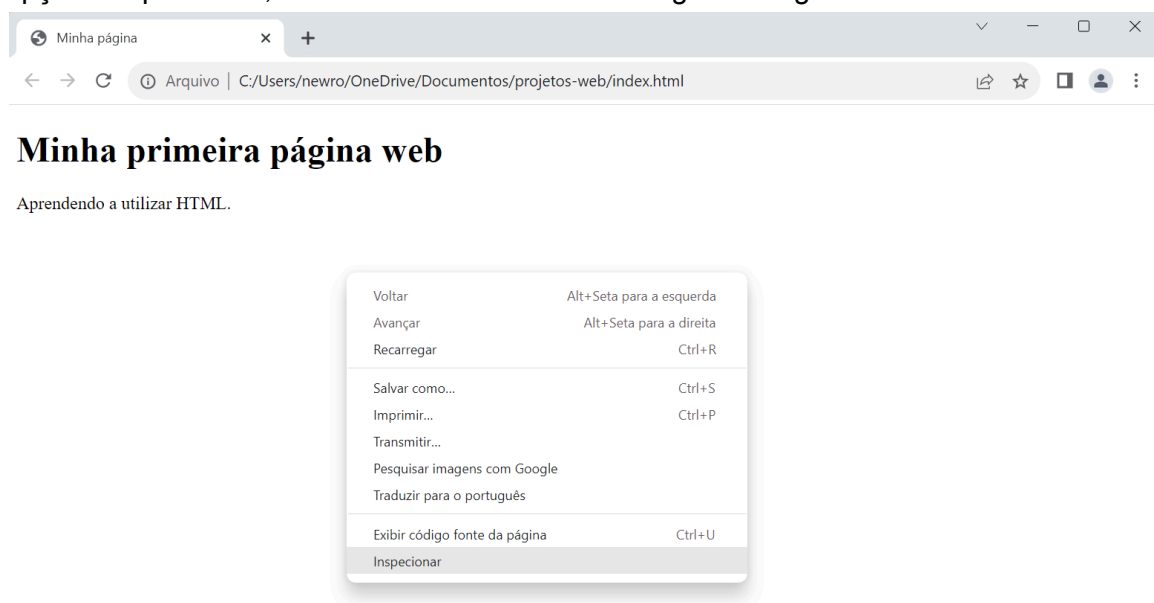 Minha página
Arquivo | C:/Users/newro/OneDrive/Documentos/projetos-web/index.html
Minha primeira página web
Aprendendo a utilizar HTML.
Voltar Alt+Seta para a esquerda
Avançar Alt+Seta para a direita
Recarregar Ctrl+R
Salvar como... Ctrl+S
Imprimir... Ctrl+P
Transmitir...
Pesquisar imagens com Google
Traduzir para o português
Exibir código fonte da página Ctrl+U
Inspecionar